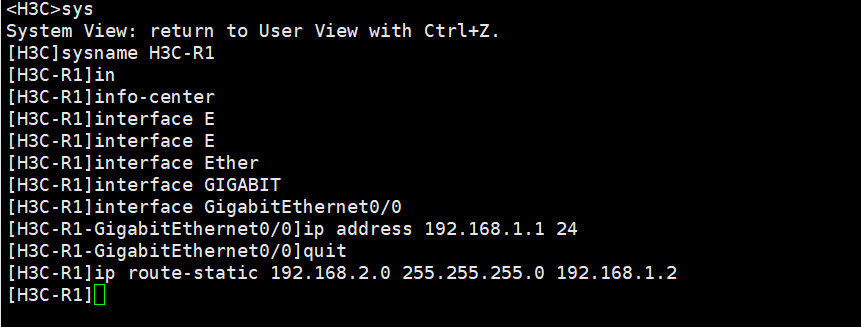 <H3C>sys
System View: return to User View with Ctrl+Z.
[H3C]sysname H3C-R1
[H3C-R1]in
[H3C-R1]info-center
[H3C-R1]interface E
[H3C-R1]interface E
[H3C-R1]interface Ether
[H3C-R1]interface GIGABIT
[H3C-R1]interface GigabitEthernet0/0
[H3C-R1-GigabitEthernet0/0]ip address 192.168.1.1 24
[H3C-R1-GigabitEthernet0/0]quit
[H3C-R1]ip route-static 192.168.2.0 255.255.255.0 192.168.1.2
[H3C-R1]